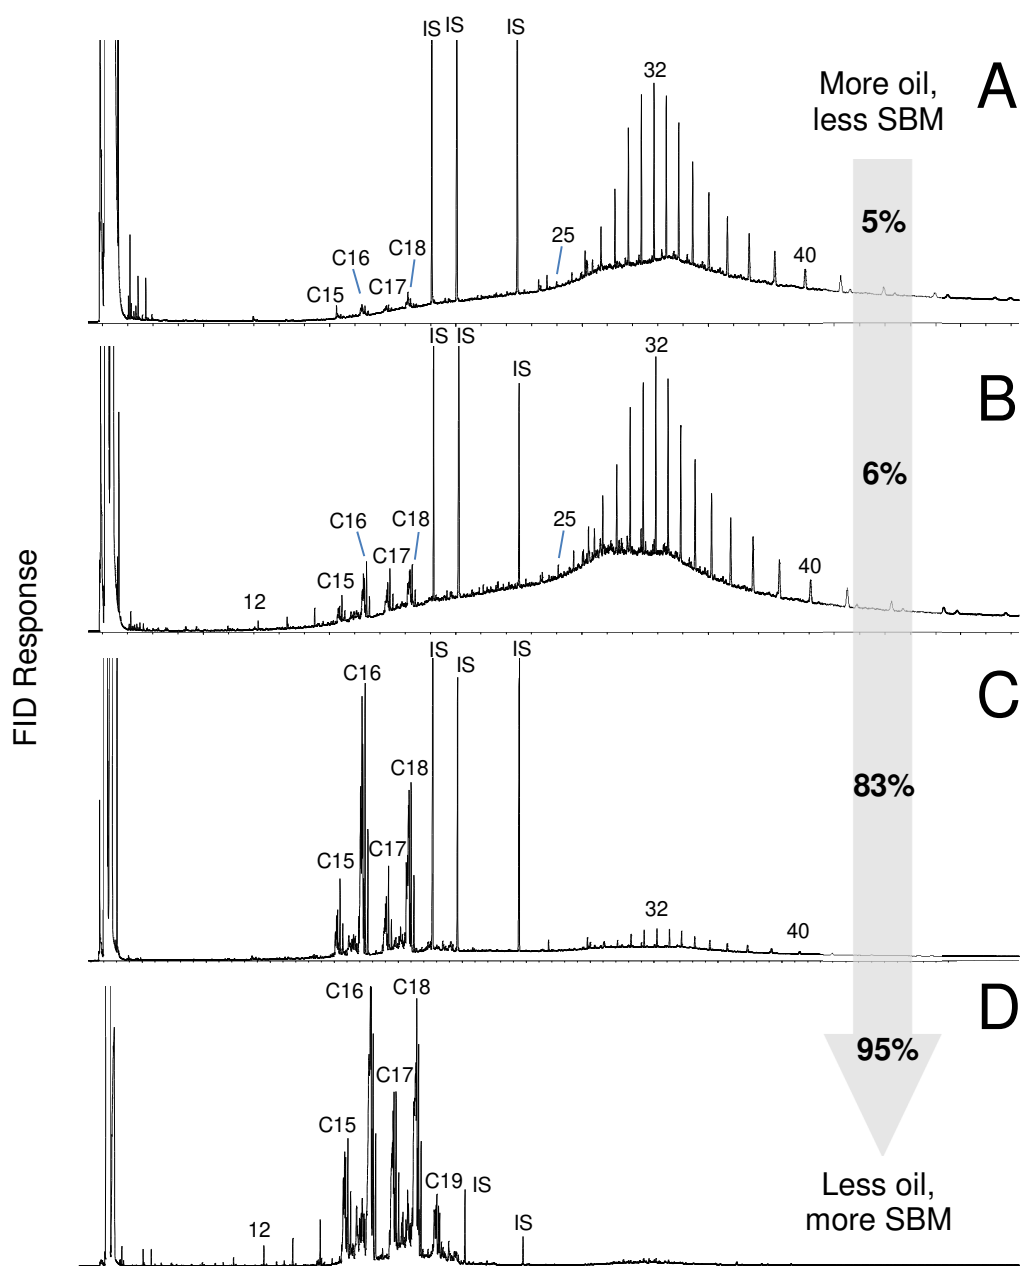 IS IS IS
32
A
More oil,
less SBM
5%
25
C18
C16
40
C17
C15
IS IS
32
IS
B
6%
C16 C18 25
C17
40
C15
12
FID Response
IS IS IS
C16
C
C18
83%
C17
C15
32
40
C16 C18
D
95%
C17
C15
C19 IS
Less oil,
more SBM
12
IS